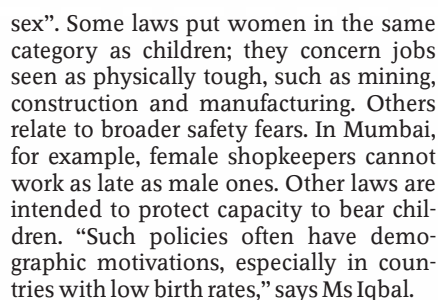 sex”. Some laws put women in the same
category as children; they concern jobs
seen as physically tough, such as mining,
construction and manufacturing. Others
relate to broader safety fears. In Mumbai,
for example, female shopkeepers cannot
work as late as male ones. Other laws are
intended to protect capacity to bear chil-
dren. “Such policies often have demo-
graphic motivations, especially in coun-
tries with low birth rates,” says Ms Iqbal.